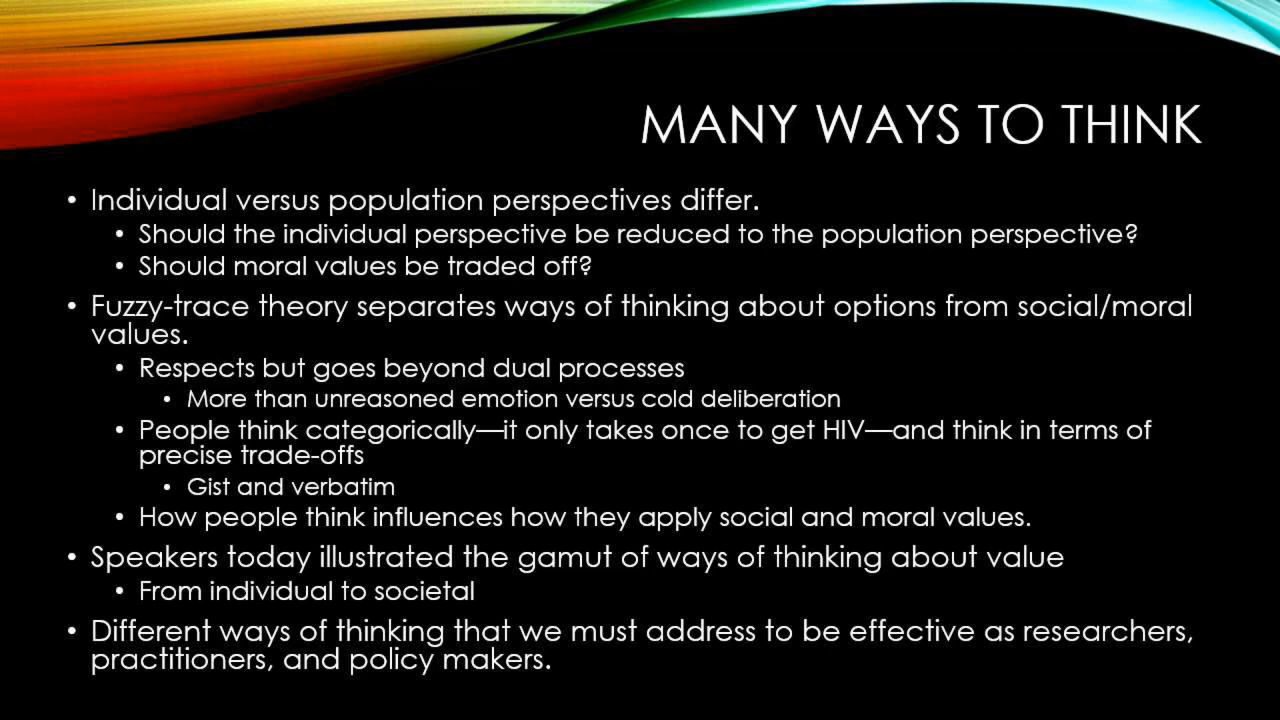 MANY WAYS TO THINK
• Individual versus population perspectives differ.
• Should the individual perspective be reduced to the population perspective?
• Should moral values be traded off?
• Fuzzy-trace theory separates ways of thinking about options from social/moral
values.
• Respects but goes beyond dual processes
• More than unreasoned emotion versus cold deliberation
• People think categorically—it only takes once to get HIV—and think in terms of
precise trade-offs
• Gist and verbatim
• How people think influences how they apply social and moral values.
• Speakers today illustrated the gamut of ways of thinking about value
• From individual to societal
• Different ways of thinking that we must address to be effective as researchers,
practitioners, and policy makers.